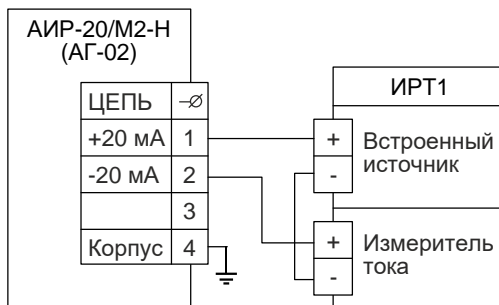 АИР-20/М2-Н
(АГ-02)
ЦЕПЬ
+20 мА 1
-20 мА 2
3
Корпус 4
ИРТ1
+ Встроенный
- источник
+ Измеритель
- тока